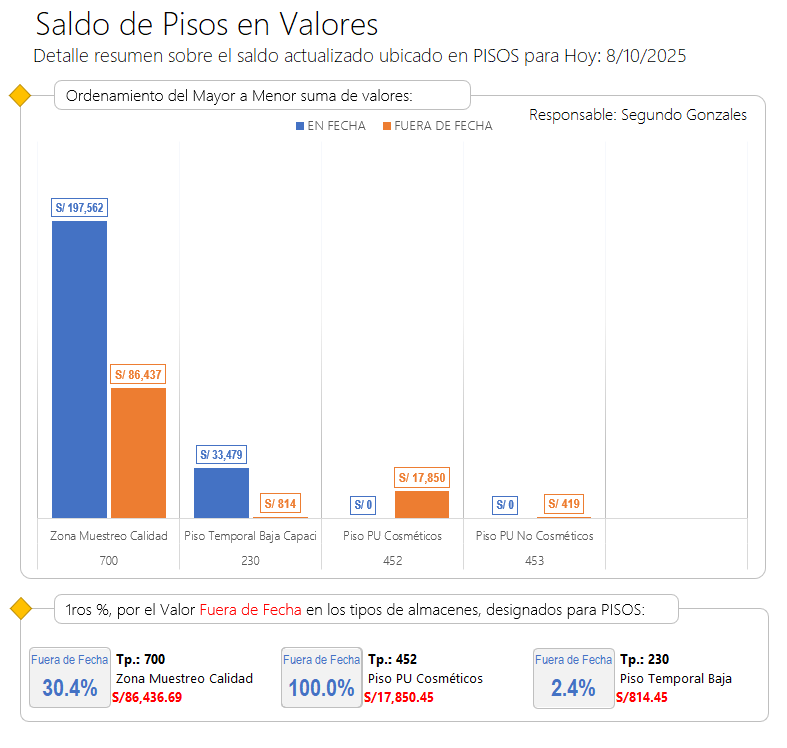 Saldo de Pisos en Valores
Detalle resumen sobre el saldo actualizado ubicado en PISOS para Hoy: 8/10/2025
Ordenamiento del Mayor a Menor suma de valores:
Responsable: Segundo Gonzales
EN FECHA FUERA DE FECHA
S/ 197,562
S/ 86,437
S/ 33,479
S/ 814
S/ 0
S/ 17,850
S/ 0
S/ 419
Zona Muestreo Calidad Piso Temporal Baja Capaci Piso PU Cosméticos Piso PU No Cosméticos
700 230 452 453
1ros %, por el Valor Fuera de Fecha en los tipos de almacenes, designados para PISOS:
Fuera de Fecha
30.4%
Tp.: 700
Zona Muestreo Calidad
S/86,436.69
Fuera de Fecha
100.0%
Tp.: 452
Piso PU Cosméticos
S/17,850.45
Fuera de Fecha
2.4%
Tp.: 230
Piso Temporal Baja
S/814.45